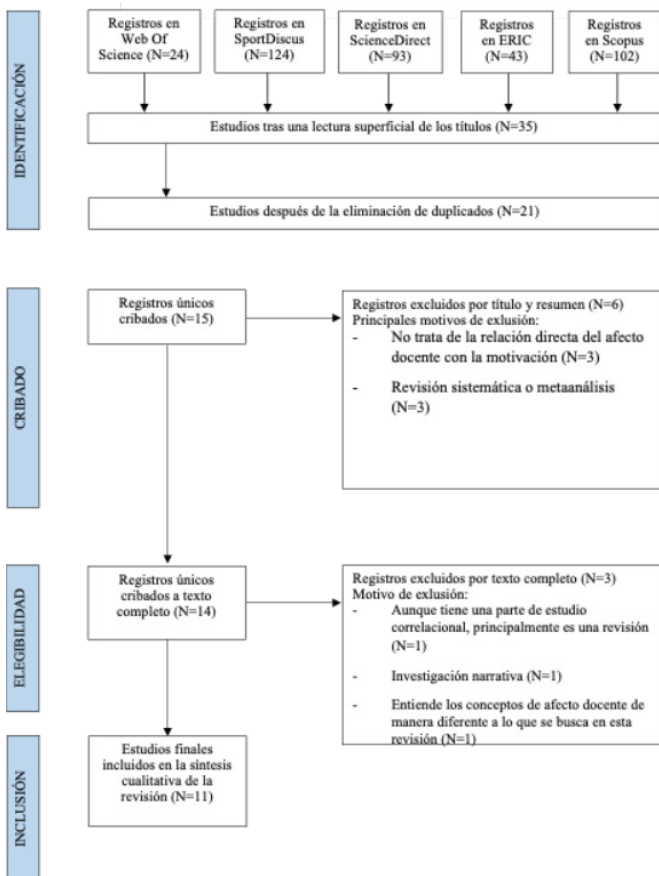 Registros en
Web Of
Science (N=24)
Registros en
SportDiscus
(N=124)
Registros en
ScienceDirect
(N=93)
Registros
en ERIC
(N=43)
Registros
en Scopus
(N=102)
IDENTIFICACIÓN
Estudios tras una lectura superficial de los títulos (N=35)
Estudios después de la eliminación de duplicados (N=21)
CRIBADO
Registros únicos
cribados (N=15)
Registros excluidos por título y resumen (N=6)
Principales motivos de exlusión:
- No trata de la relación directa del afecto
docente con la motivación (N=3)
- Revisión sistemática o metaanálisis
(N=3)
ELEGIBILIDAD
Registros únicos
cribados a texto
completo (N=14)
Registros excluidos por texto completo (N=3)
Motivo de exlusión:
- Aunque tiene una parte de estudio
correlacional, principalmente es una revisión
(N=1)
- Investigación narrativa (N=1)
- Entiende los conceptos de afecto docente de
manera diferente a lo que se busca en esta
revisión (N=1)
INCLUSIÓN
Estudios finales
incluidos en la síntesis
cualitativa de la
revisión (N=11)